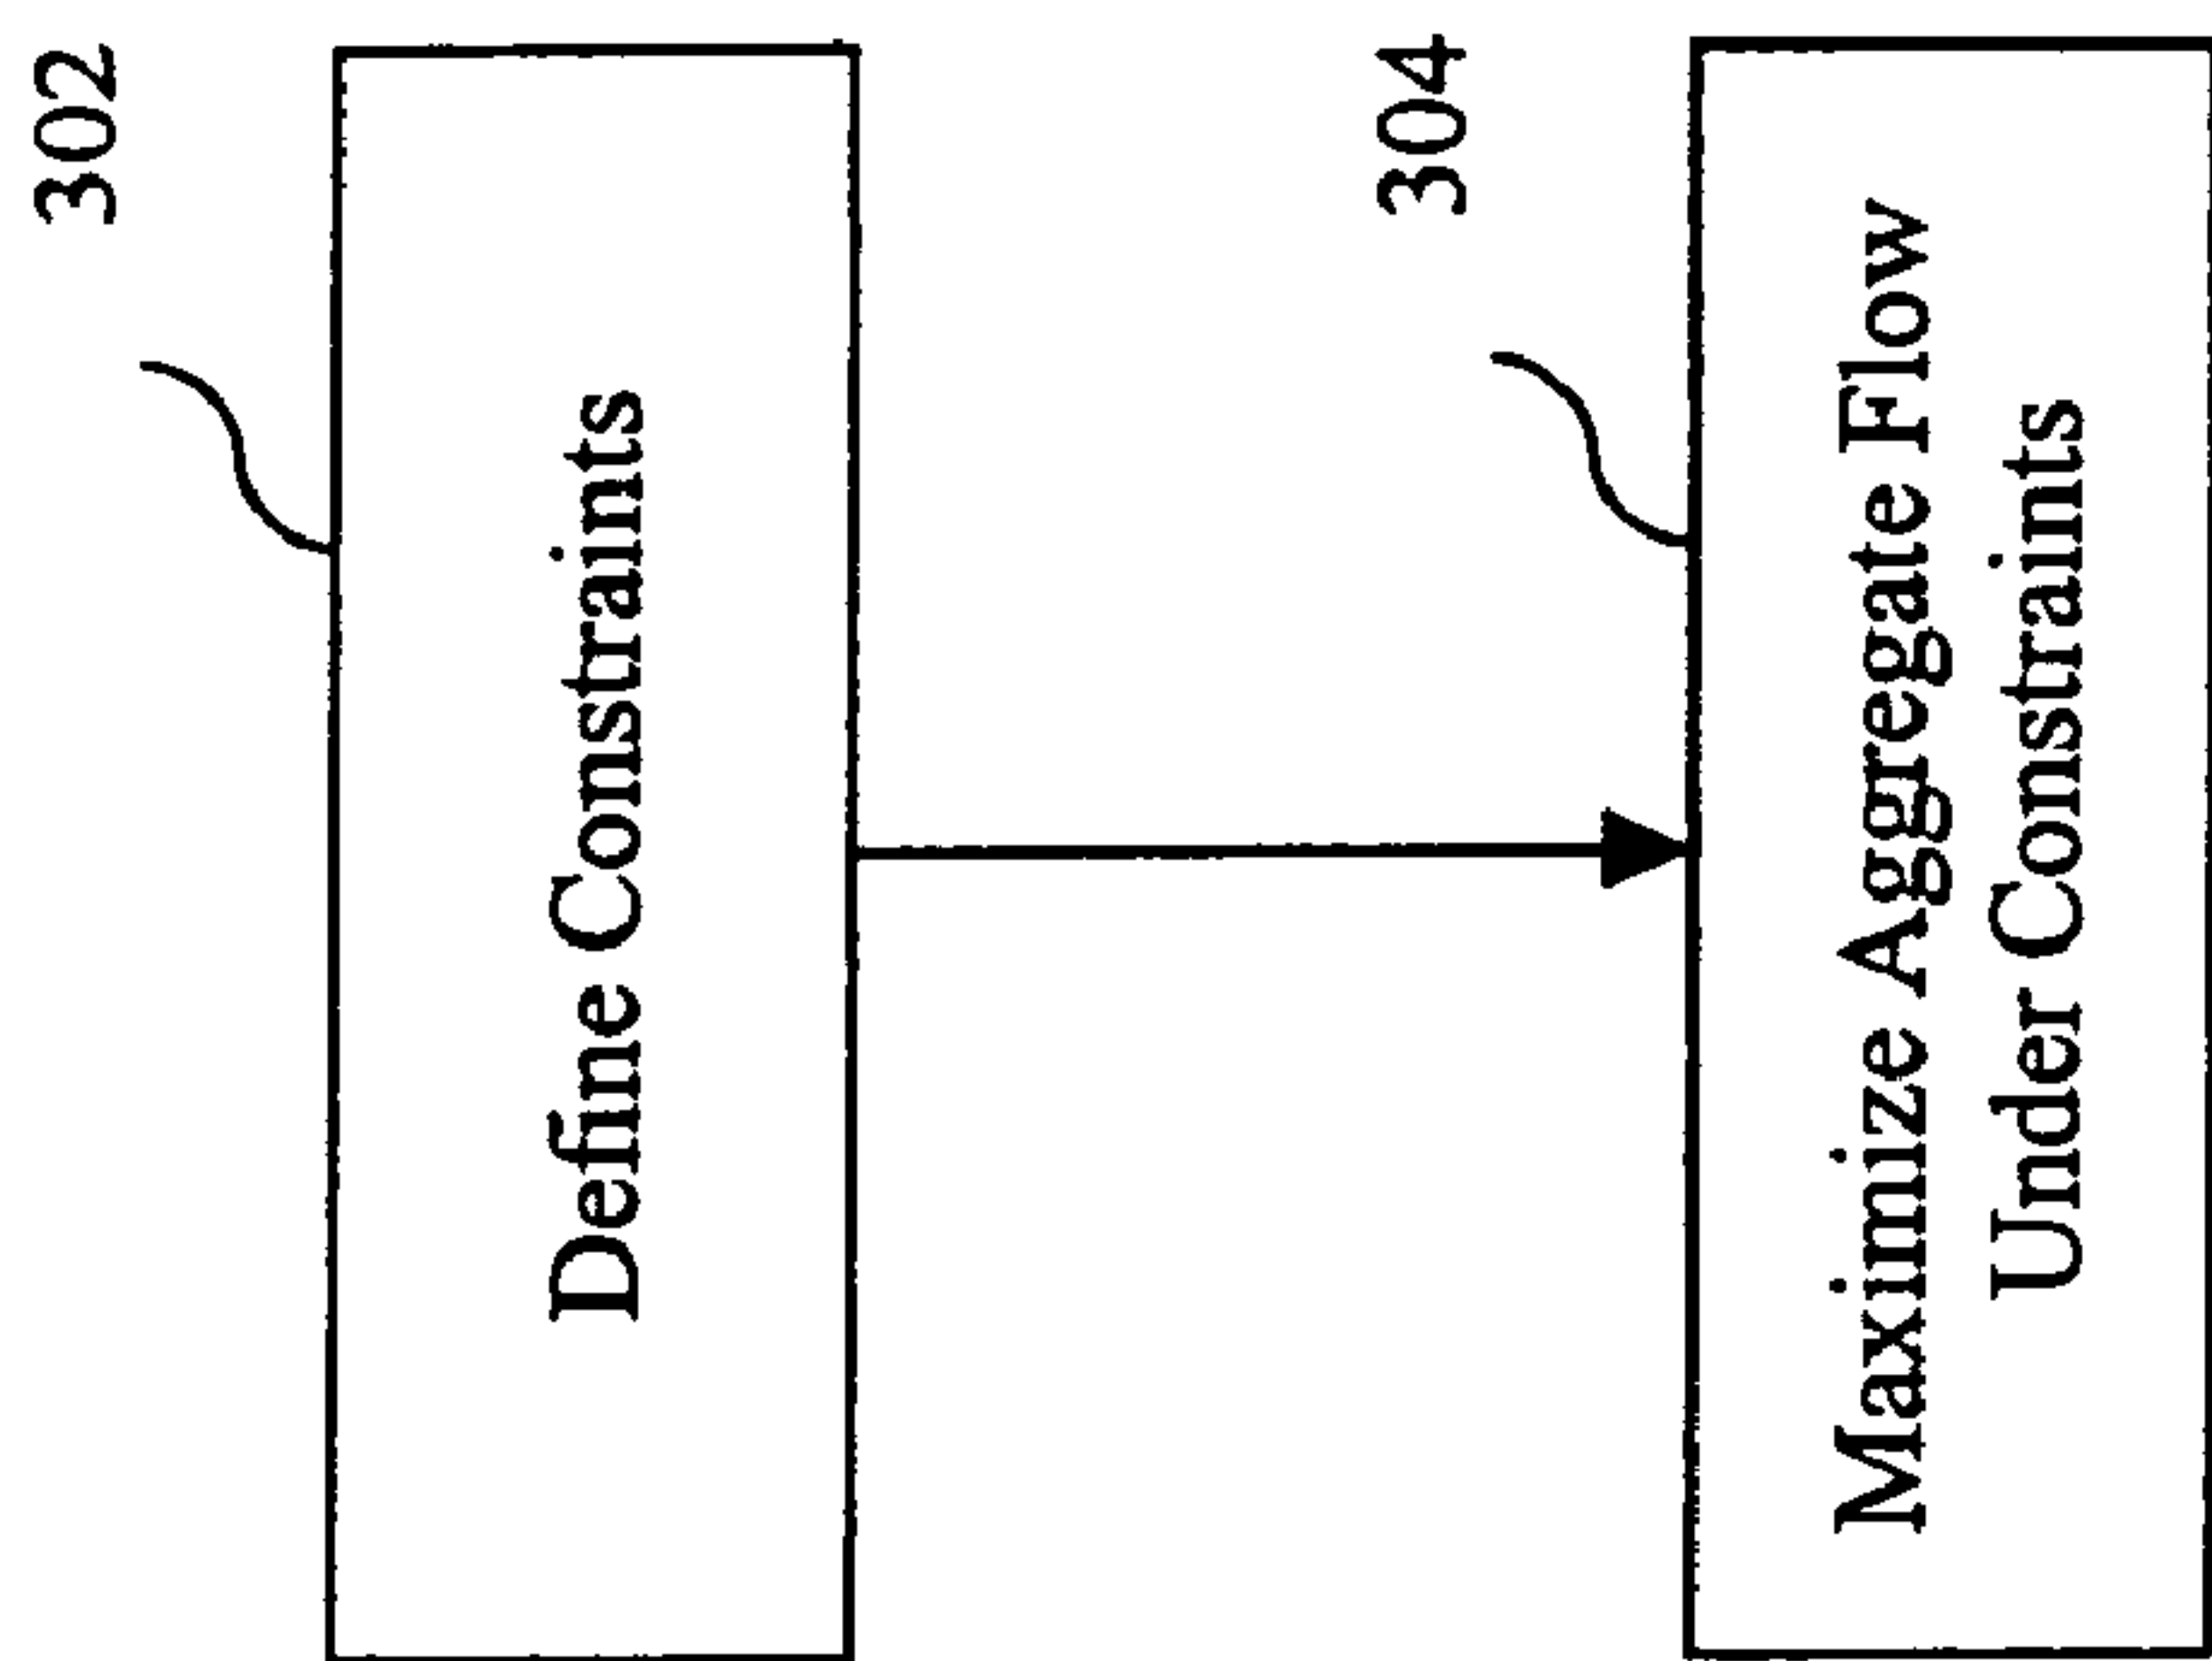 302
Define Constraints
304
Maximize Aggregate Flow
Under Constraints